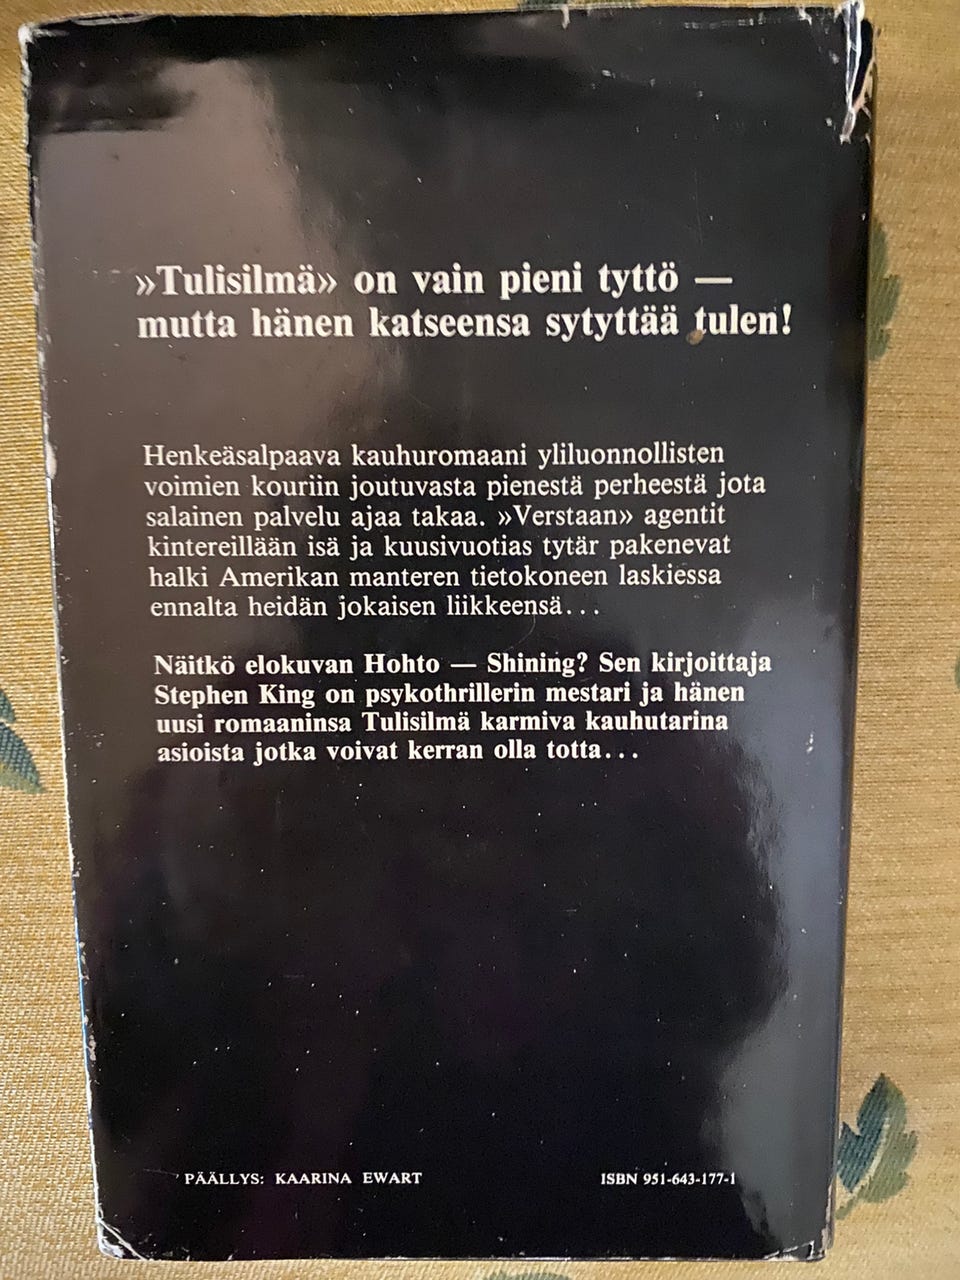 »Tulisilmä» on vain pieni tyttö —
mutta hänen katseensa sytyttää tulen!
Henkeäsalpaava kauhuromaani yliluonnollisten
voimien kouriin joutuvasta pienestä perheestä jota
salainen palvelu ajaa takaa. »Verstaan» agentit
kintereillään isä ja kuusivuotias tytär pakenevat
halki Amerikan manteren tietokoneen laskiessa
ennalta heidän jokaisen liikkeensä...
Näitkö elokuvan Hohto — Shining? Sen kirjoittaja
Stephen King on psykothrillerin mestari ja hänen
uusi romaaninsa Tulisilmä karmiva kauhutarina
asioista jotka voivat kerran olla totta...
PÄÄLLYS: KAARINA EWART
ISBN 951-643-177-1